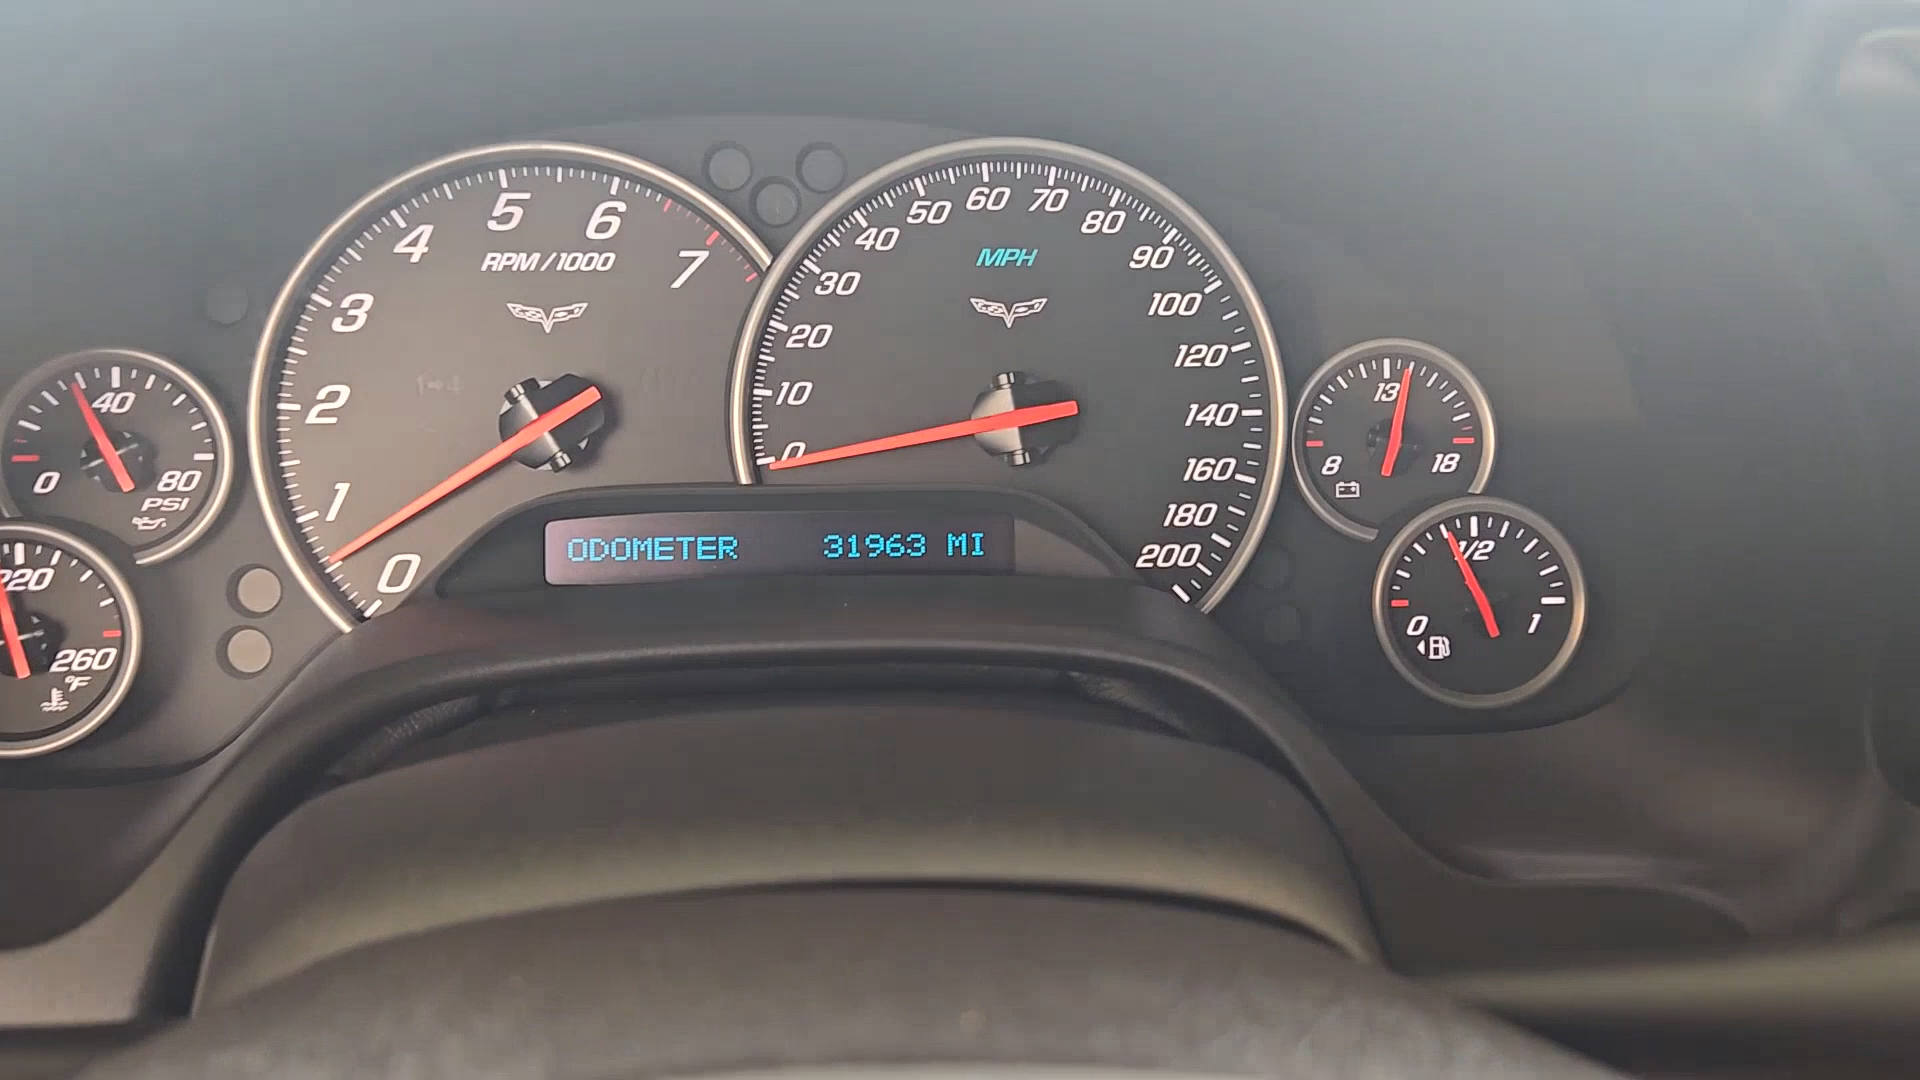 0 1 2 3 4 5 6 7
RPM/1000
0 10 20 30 40 50 60 70 80 90 100 120 140 160 180 200
MPH
0 40 80
PSI
220 260
°F
8 13 18
0 1/2 1
ODOMETER 31963 MI